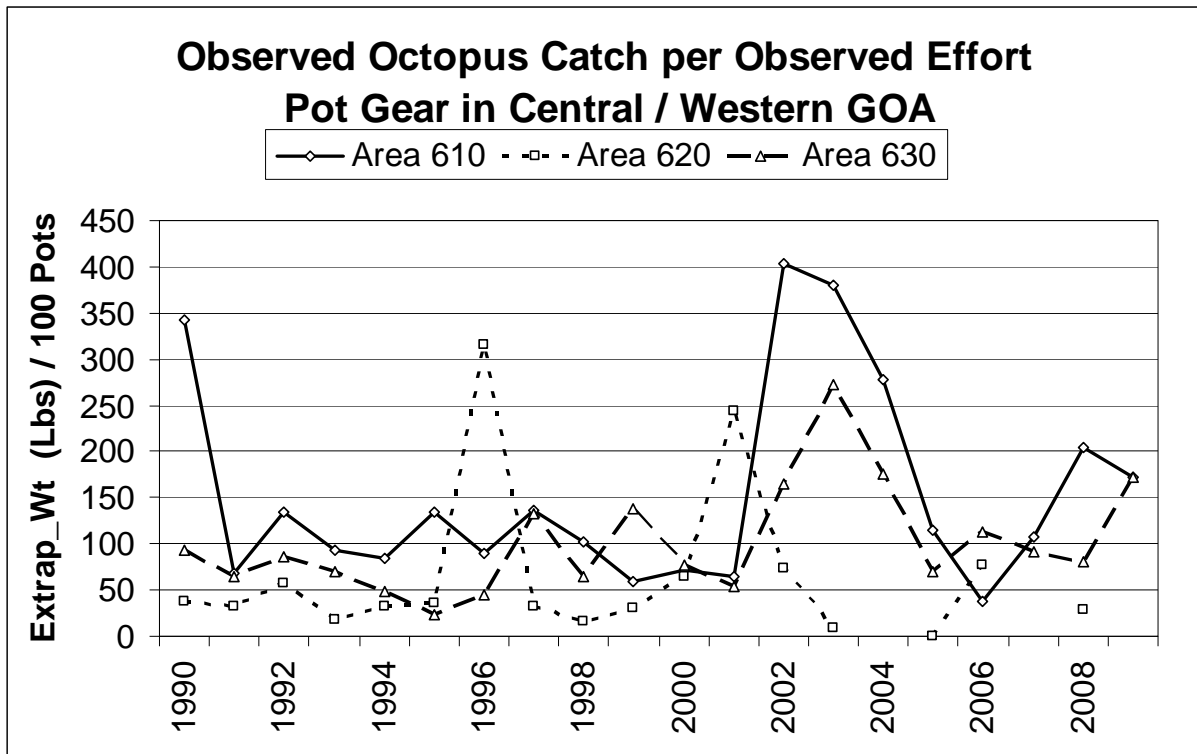 Observed Octopus Catch per Observed Effort
Pot Gear in Central / Western GOA
Area 610 Area 620 Area 630
Extrap_Wt (Lbs) / 100 Pots
450
400
350
300
250
200
150
100
50
0
1990 1992 1994 1996 1998 2000 2002 2004 2006 2008